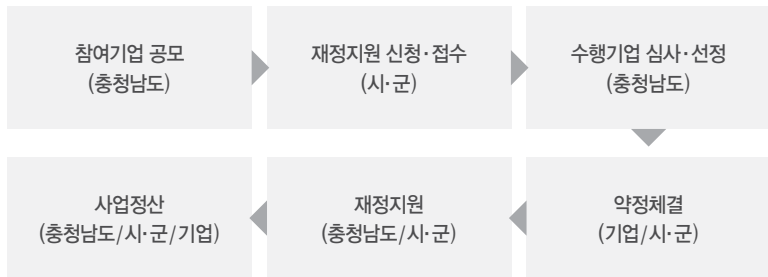 참여기업 공모
(충청남도)
재정지원 신청·접수
(시·군)
수행기업 심사·선정
(충청남도)
약정체결
(기업/시·군)
재정지원
(충청남도/시·군)
사업정산
(충청남도/시·군/기업)